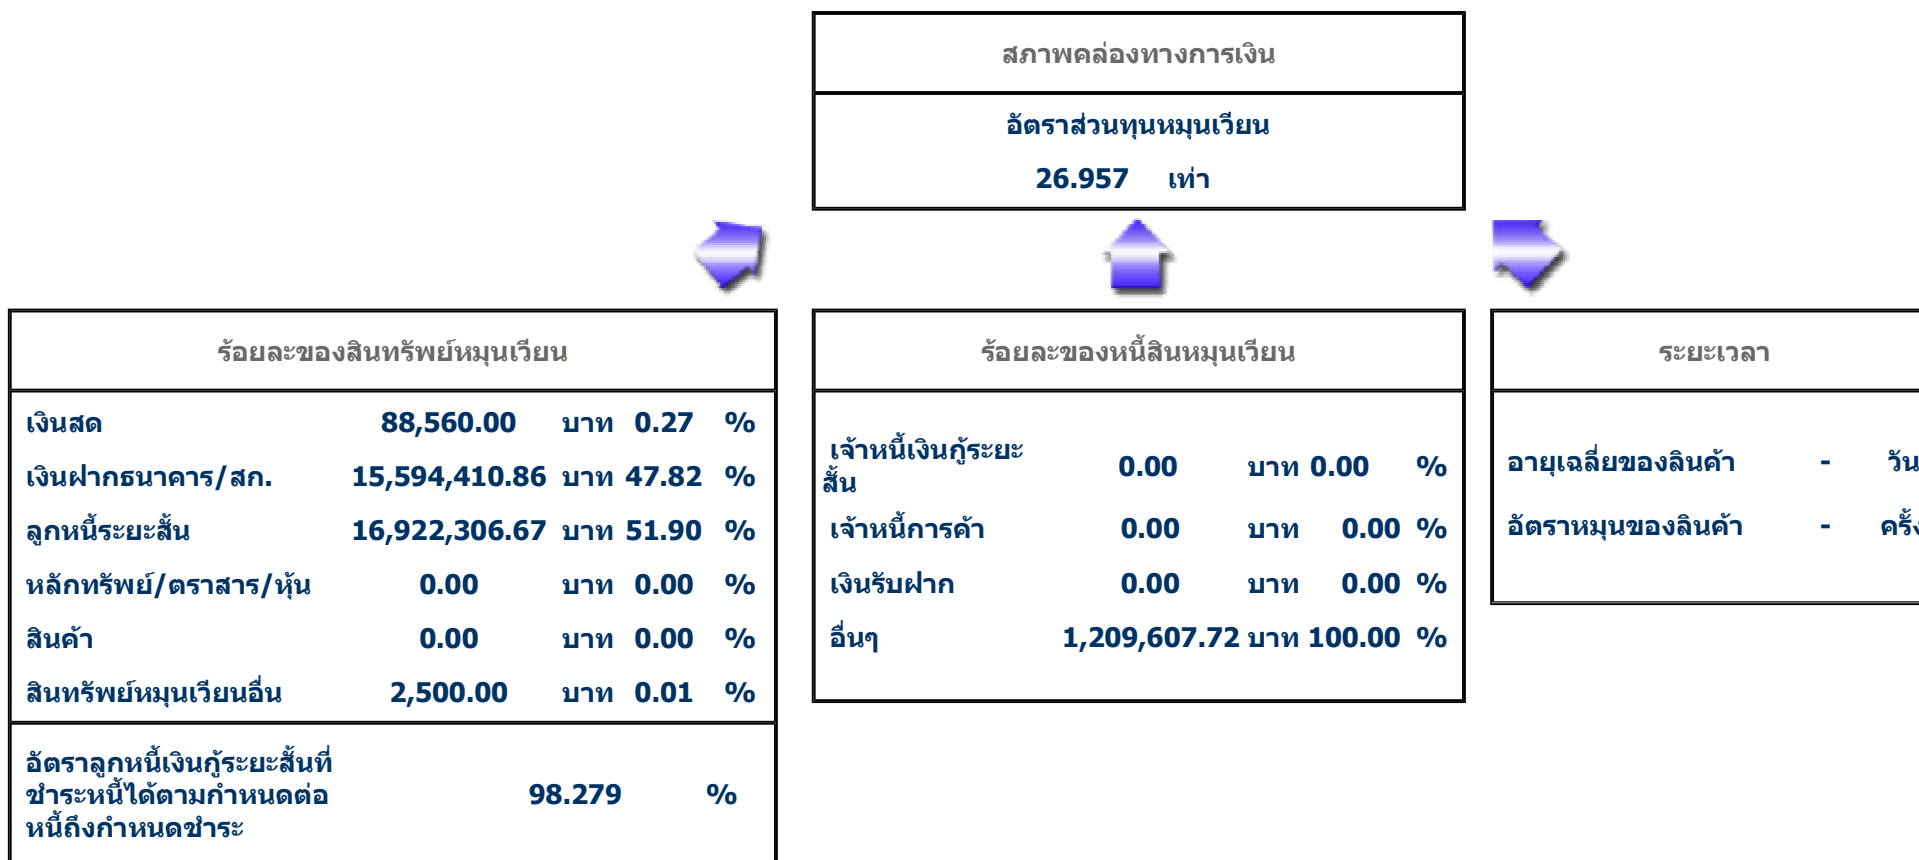 สภาพคล่องทางการเงิน
อัตราส่วนทุนหมุนเวียน
26.957 เท่า
ร้อยละของสินทรัพย์หมุนเวียน
เงินสด 88,560.00 บาท 0.27 %
เงินฝากธนาคาร/สก. 15,594,410.86 บาท 47.82 %
ลูกหนี้ระยะสั้น 16,922,306.67 บาท 51.90 %
หลักทรัพย์/ตราสาร/หุ้น 0.00 บาท 0.00 %
สินค้า 0.00 บาท 0.00 %
สินทรัพย์หมุนเวียนอื่น 2,500.00 บาท 0.01 %
อัตราลูกหนี้เงินกู้ระยะสั้นที่
ชำระหนี้ได้ตามกำหนดต่อ 98.279 %
หนี้ถึงกำหนดชำระ
ร้อยละของหนี้สินหมุนเวียน
เจ้าหนี้เงินกู้ระยะ
สั้น 0.00 บาท 0.00 %
เจ้าหนี้การค้า 0.00 บาท 0.00 %
เงินรับฝาก 0.00 บาท 0.00 %
อื่นๆ 1,209,607.72 บาท 100.00 %
ระยะเวลา
อายุเฉลี่ยของลินค้า - วัน
อัตราหมุนของลินค้า - ครั้ง